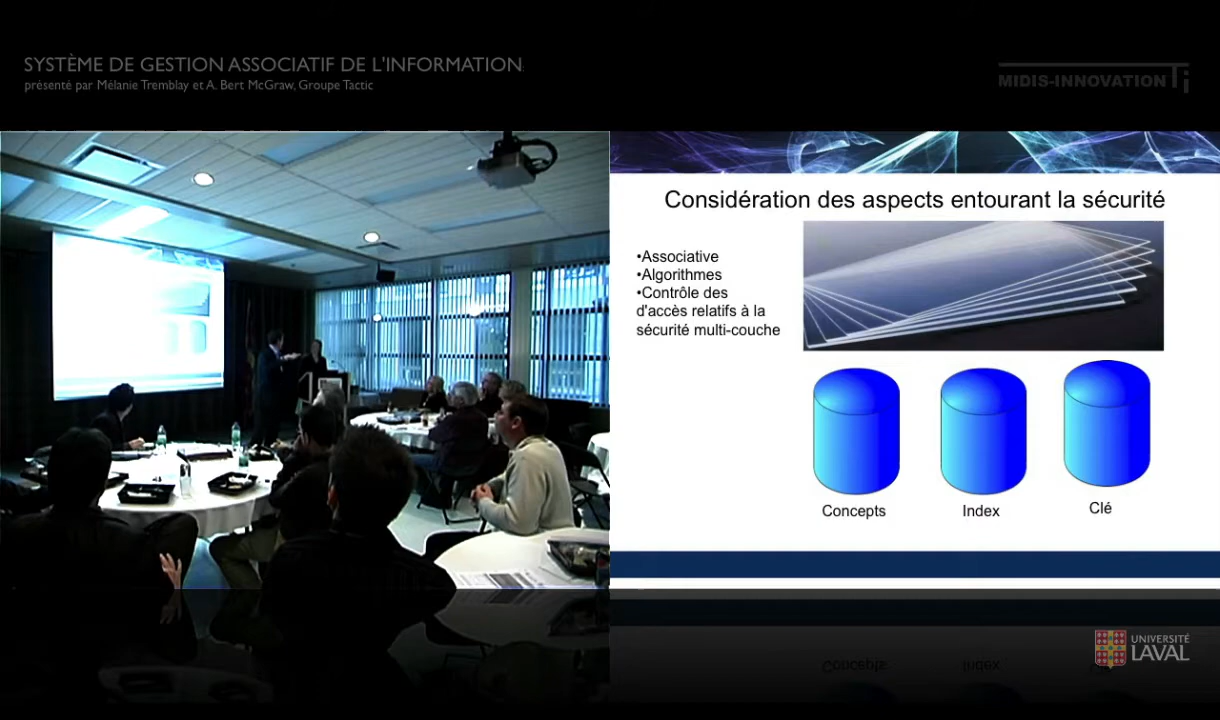 SYSTÈME DE GESTION ASSOCIATIF DE L'INFORMATION
présenté par Mélanie Tremblay et A. Bert McGraw, Groupe Tactic
MIDIS-INNOVATION Ti
Considération des aspects entourant la sécurité
•Associative
•Algorithmes
•Contrôle des
d'accès relatifs à la
sécurité multi-couche
Concepts
Index
Clé
UNIVERSITÉ
LAVAL